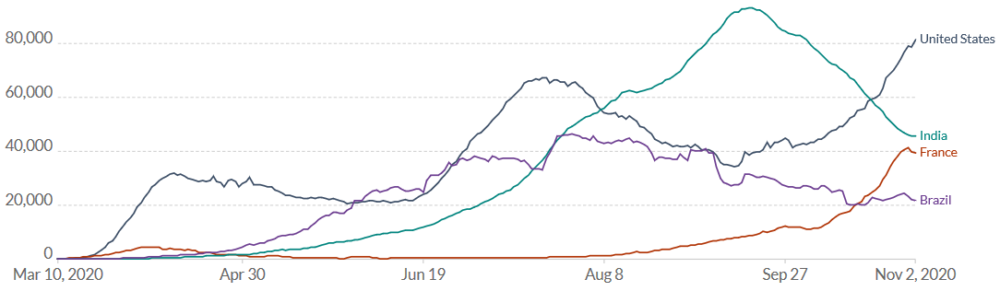 80,000
60,000
40,000
20,000
0
United States
India
France
Brazil
Mar 10, 2020 Apr 30 Jun 19 Aug 8 Sep 27 Nov 2, 2020